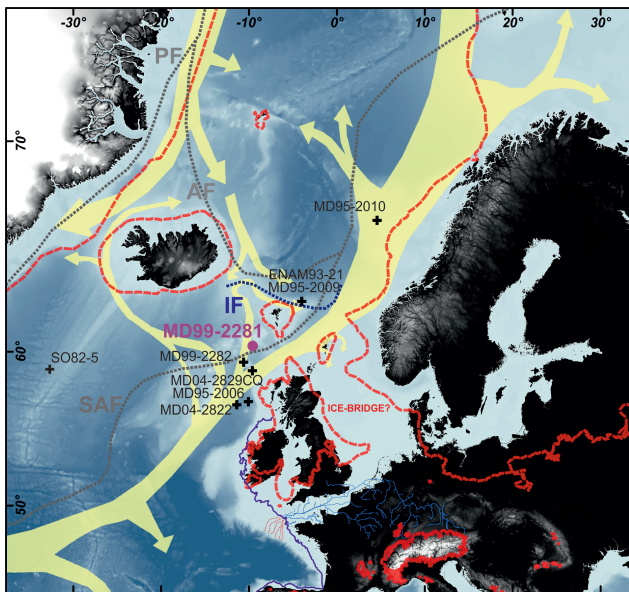 -30° -20° -10° 0° 10° 20° 30°
PF
70°
AF
MD95-2010
ENAM93-21
MD95-2009
IF
MD99-2281
60°
SO82-5
MD99-2282
MD04-2829CQ
MD95-2006
SAF
MD04-2822
ICE-BRIDGE?
50°